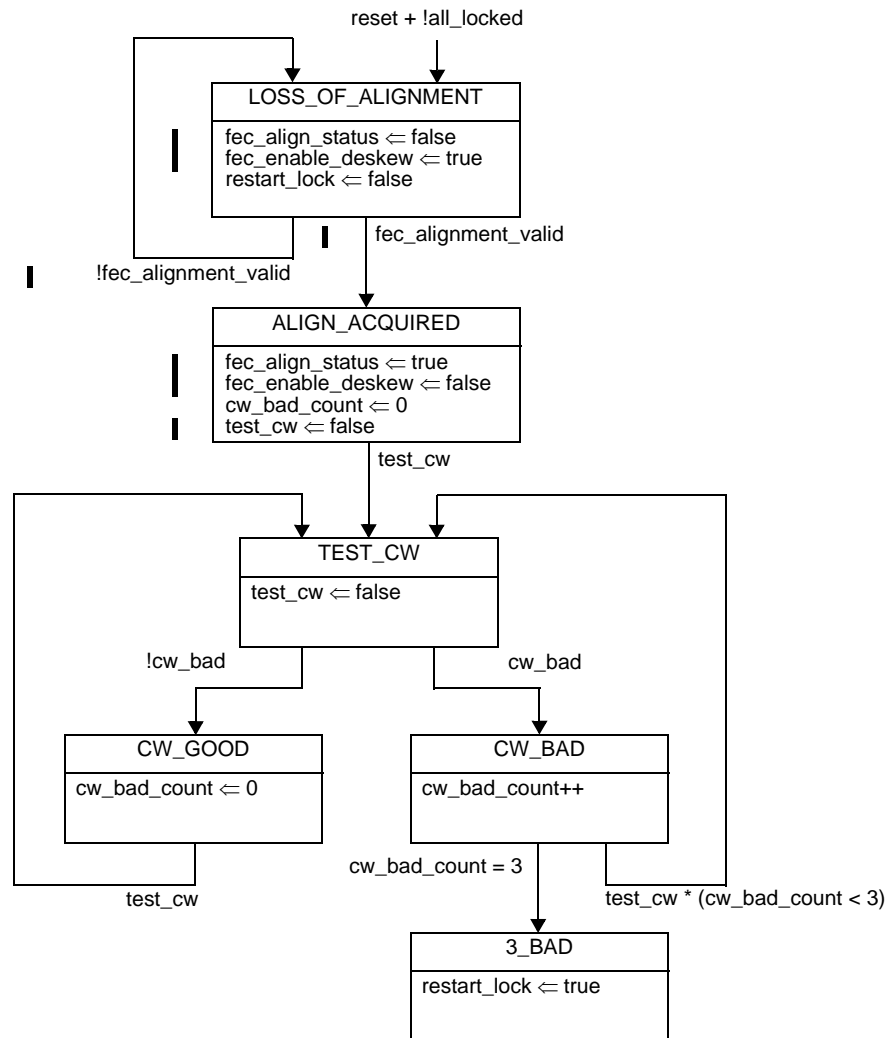 reset + !all_locked
LOSS_OF_ALIGNMENT
fec_align_status ⇐ false
fec_enable_deskew ⇐ true
restart_lock ⇐ false
fec_alignment_valid
!fec_alignment_valid
ALIGN_ACQUIRED
fec_align_status ⇐ true
fec_enable_deskew ⇐ false
cw_bad_count ⇐ 0
test_cw ⇐ false
test_cw
TEST_CW
test_cw ⇐ false
!cw_bad
cw_bad
CW_GOOD
cw_bad_count ⇐ 0
CW_BAD
cw_bad_count++
test_cw
cw_bad_count = 3
test_cw * (cw_bad_count < 3)
3_BAD
restart_lock ⇐ true